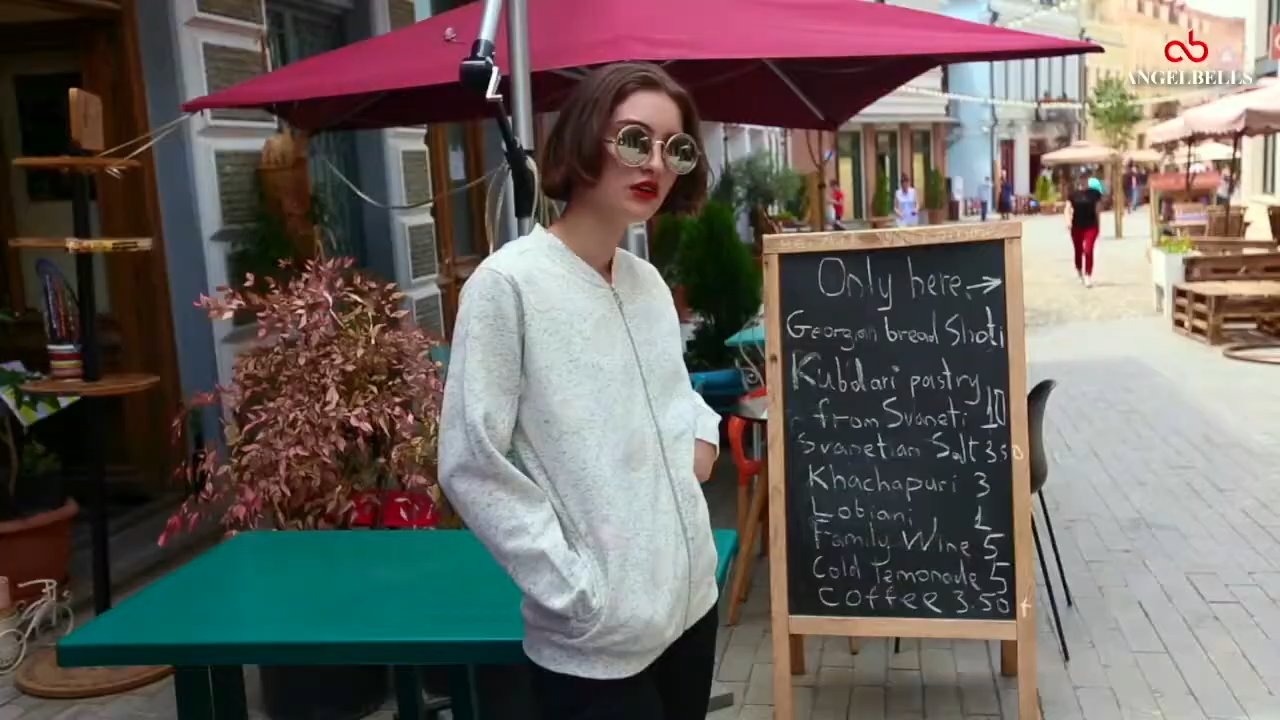 ANGELBELLS
Only here →
Georgian bread Shoti
Kubdari pastry
from Svaneti 10
Svanetian Salt 3.50
Khachapuri 3
Lobiani
Family Wine 5
Cold Lemonade 5
Coffee 3.50